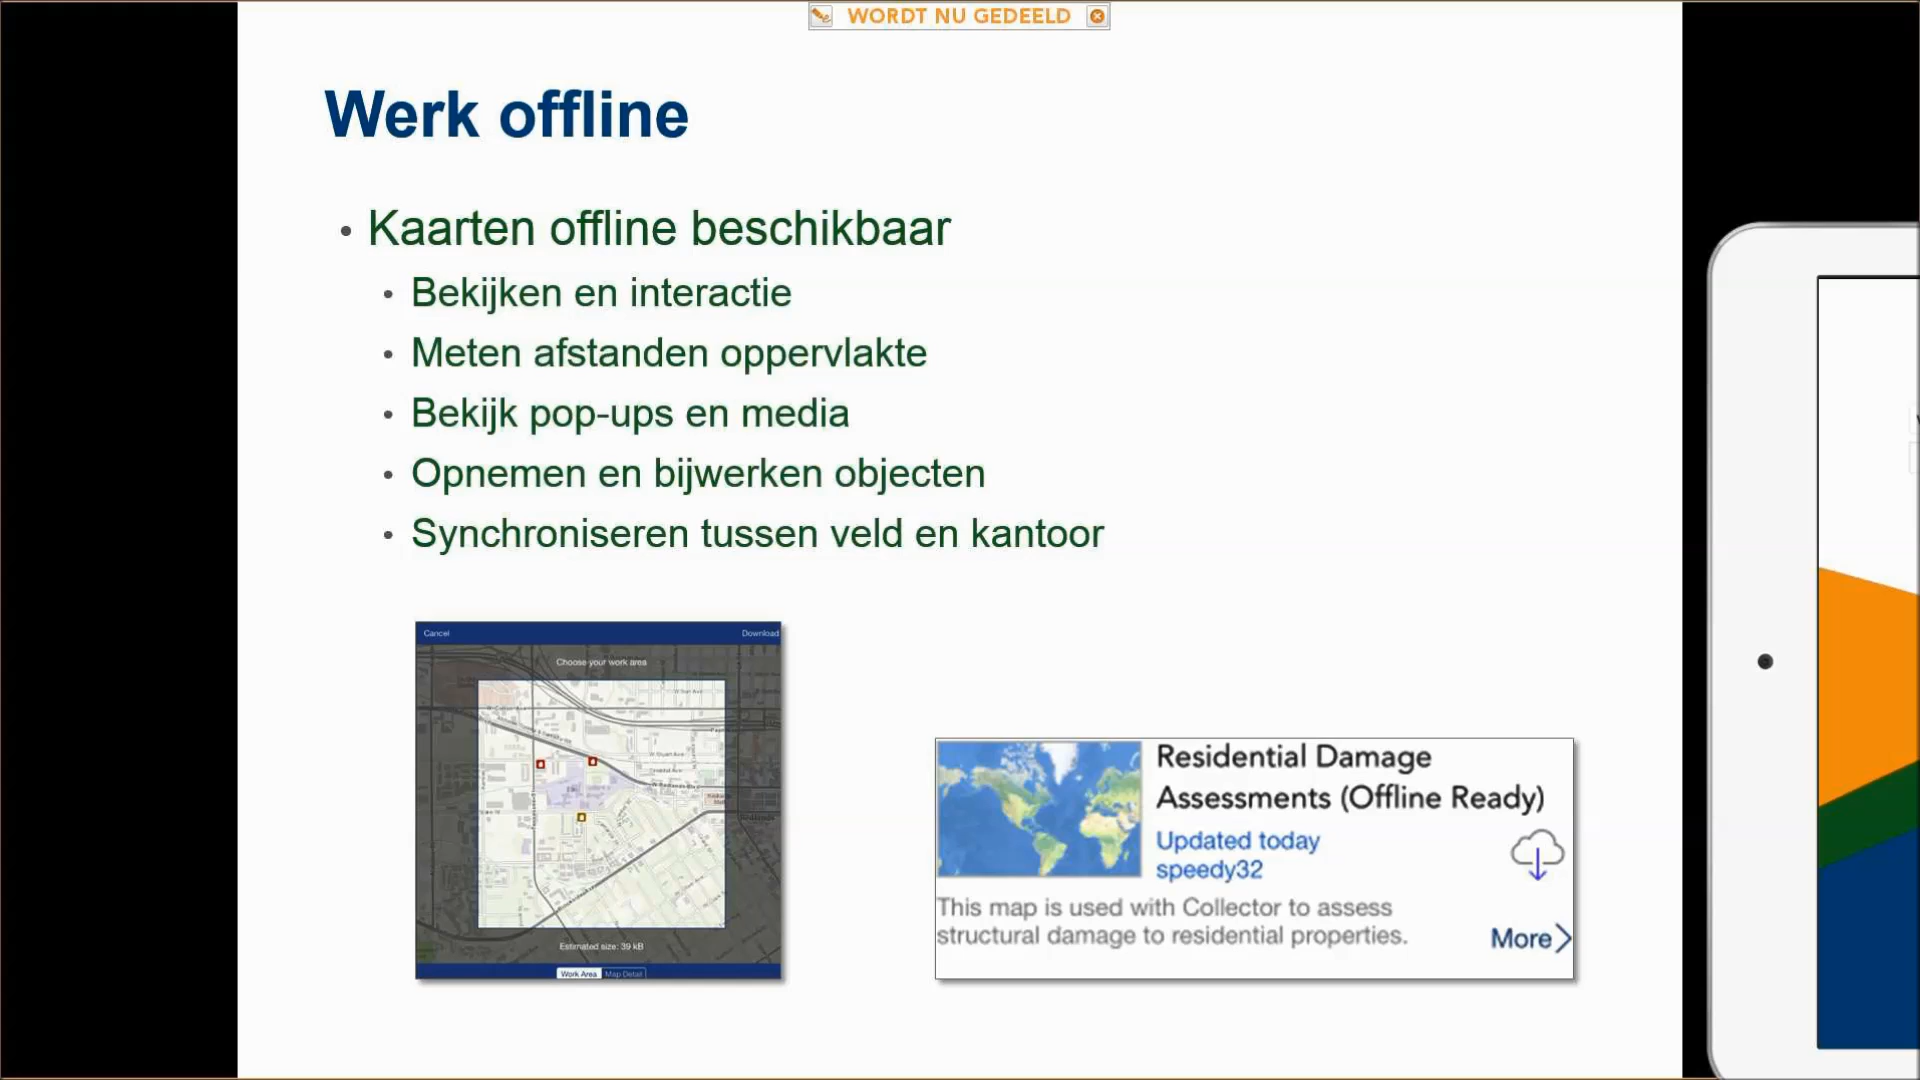 WORDT NU GEDEELD
Werk offline
• Kaarten offline beschikbaar
• Bekijken en interactie
• Meten afstanden oppervlakte
• Bekijk pop-ups en media
• Opnemen en bijwerken objecten
• Synchroniseren tussen veld en kantoor
Cancel Download
Choose your work area
Estimated size: 39 kB
Work Area Map Detail
Residential Damage
Assessments (Offline Ready)
Updated today
speedy32
This map is used with Collector to assess
structural damage to residential properties.
More